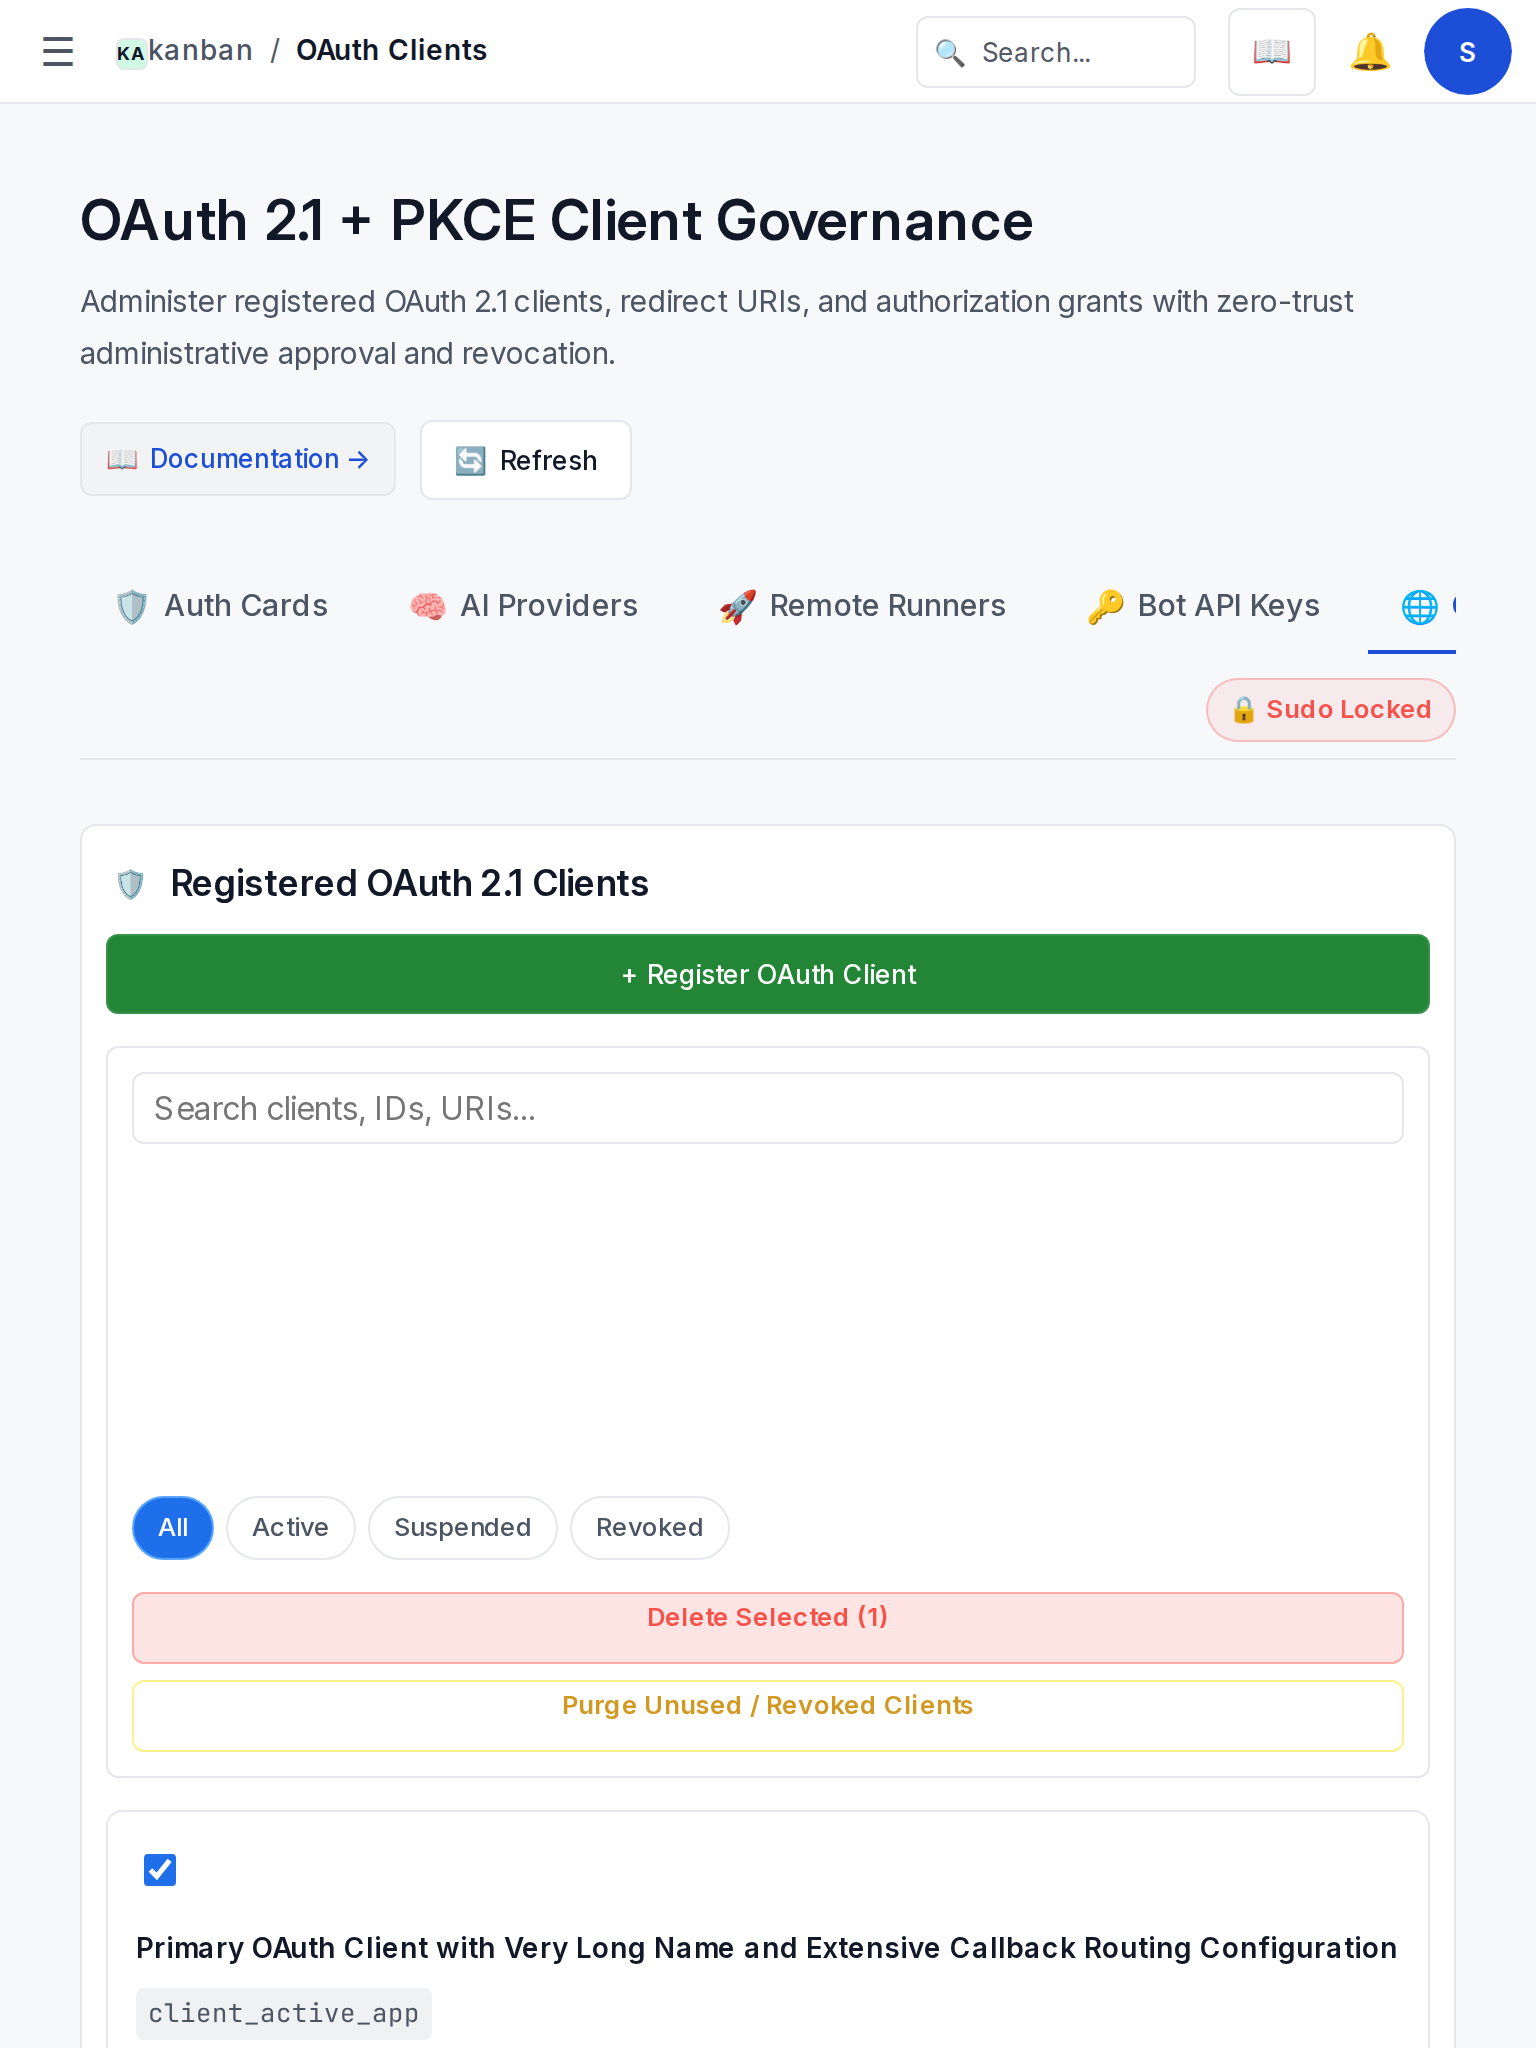 KA kanban / OAuth Clients
Search...
S
OAuth 2.1 + PKCE Client Governance
Administer registered OAuth 2.1 clients, redirect URIs, and authorization grants with zero-trust
administrative approval and revocation.
Documentation →
Refresh
Auth Cards
AI Providers
Remote Runners
Bot API Keys
Sudo Locked
Registered OAuth 2.1 Clients
+ Register OAuth Client
Search clients, IDs, URIs...
All
Active
Suspended
Revoked
Delete Selected (1)
Purge Unused / Revoked Clients
Primary OAuth Client with Very Long Name and Extensive Callback Routing Configuration
client_active_app